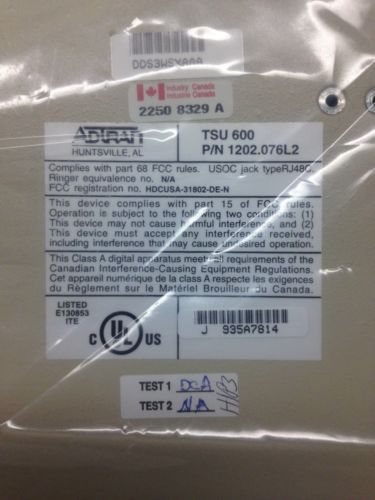 DDS3WSYAAA
Industry Canada
Industrie Canada
2250 8329 A
ADTRAN
HUNTSVILLE, AL
TSU 600
P/N 1202.076L2
Complies with part 68 FCC rules. USOC jack typeRJ48C.
Ringer equivalence no. N/A
FCC registration no. HDCUSA-31802-DE-N
This device complies with part 15 of FCC rules.
Operation is subject to the following two conditions: (1)
This device may not cause harmful interference, and (2)
This device must accept any interference received,
including interference that may cause undesired operation.
This Class A digital apparatus meets all requirements of the
Canadian Interference-Causing Equipment Regulations.
Cet appareil numérique de la class A respecte les exigences
du Règlement sur le Matériel Brouilleur du Canada.
LISTED
E130853
ITE
C UL US
J 935A7814
TEST 1 DCA
TEST 2 NA